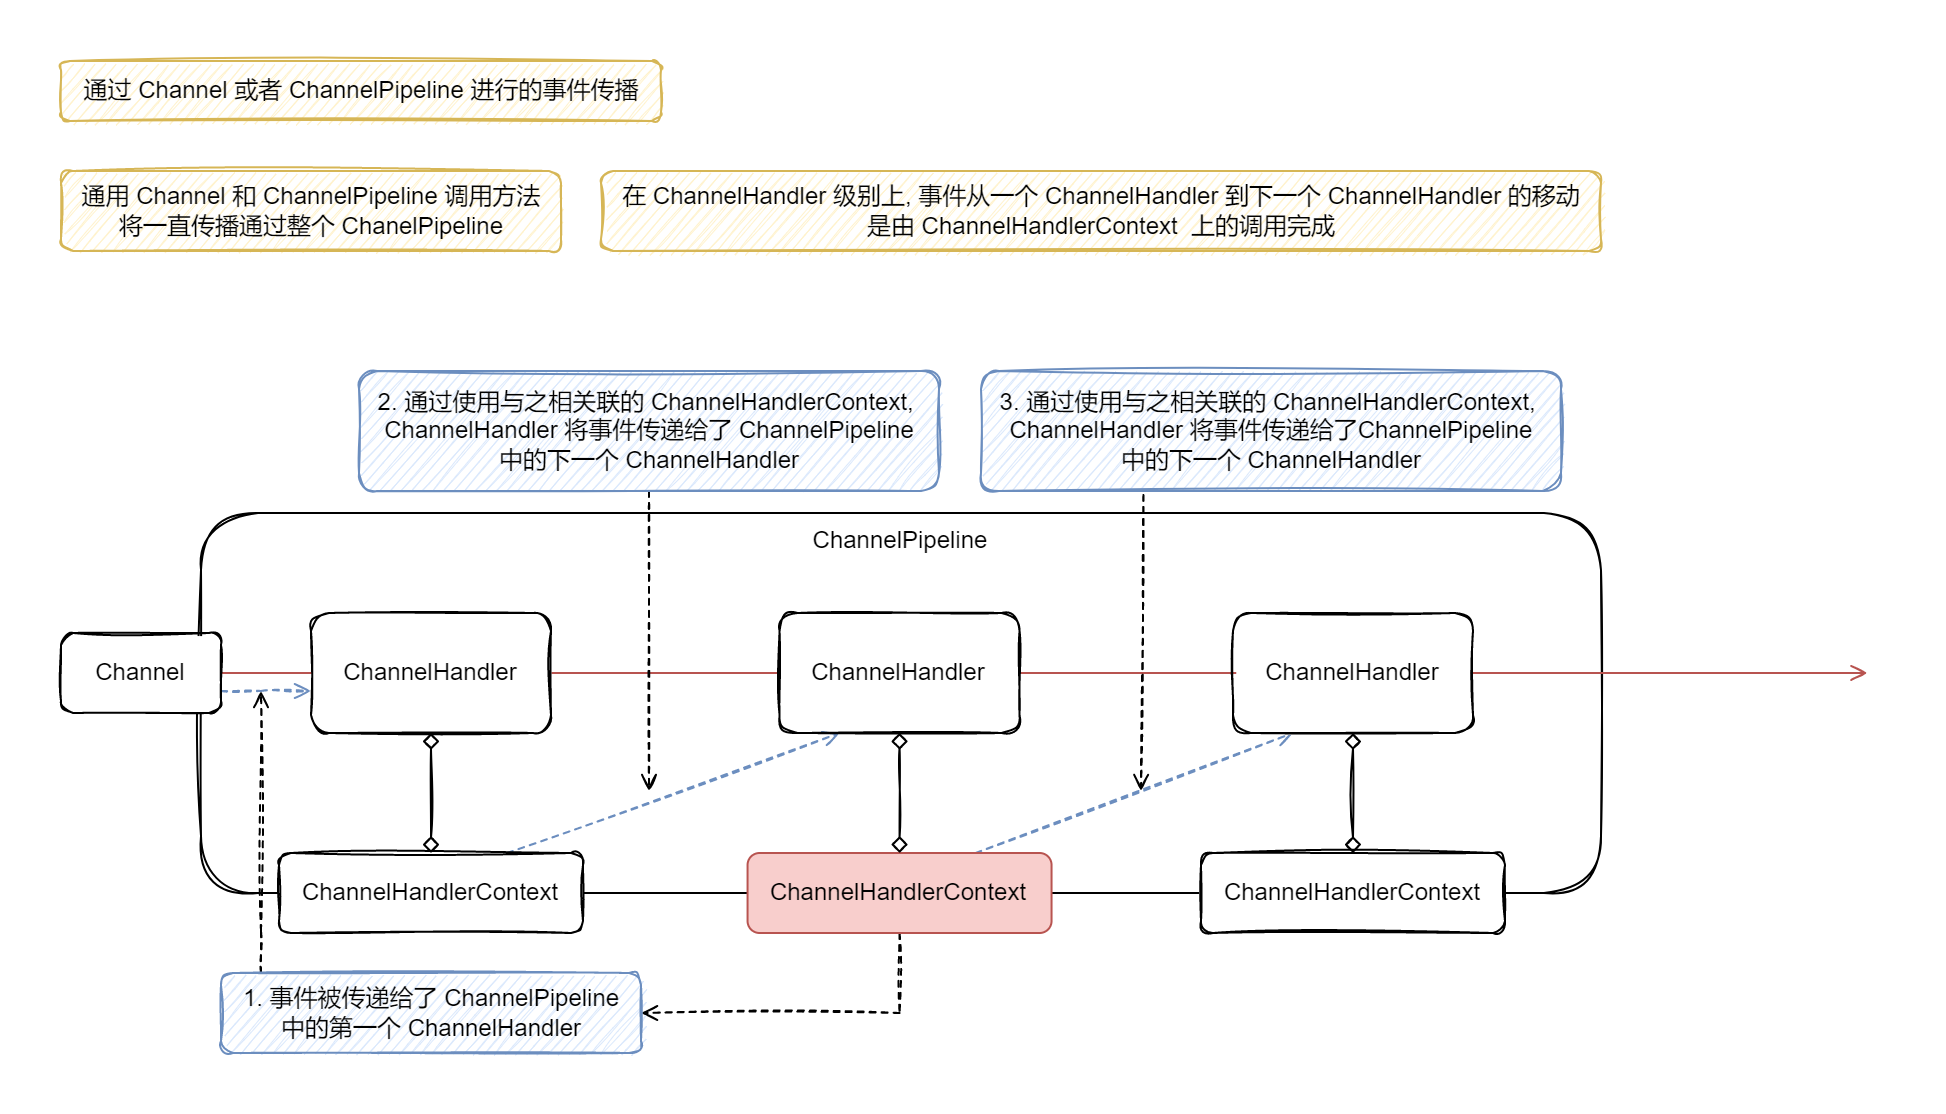 通过 Channel 或者 ChannelPipeline 进行的事件传播
通用 Channel 和 ChannelPipeline 调用方法
将一直传播通过整个 ChanelPipeline
在 ChannelHandler 级别上, 事件从一个 ChannelHandler 到下一个 ChannelHandler 的移动
是由 ChannelHandlerContext  上的调用完成
2. 通过使用与之相关联的 ChannelHandlerContext,
ChannelHandler 将事件传递给了 ChannelPipeline
中的下一个 ChannelHandler
3. 通过使用与之相关联的 ChannelHandlerContext,
ChannelHandler 将事件传递给了ChannelPipeline
中的下一个 ChannelHandler
ChannelPipeline
Channel
ChannelHandler
ChannelHandler
ChannelHandler
ChannelHandlerContext
ChannelHandlerContext
ChannelHandlerContext
1. 事件被传递给了 ChannelPipeline
中的第一个 ChannelHandler